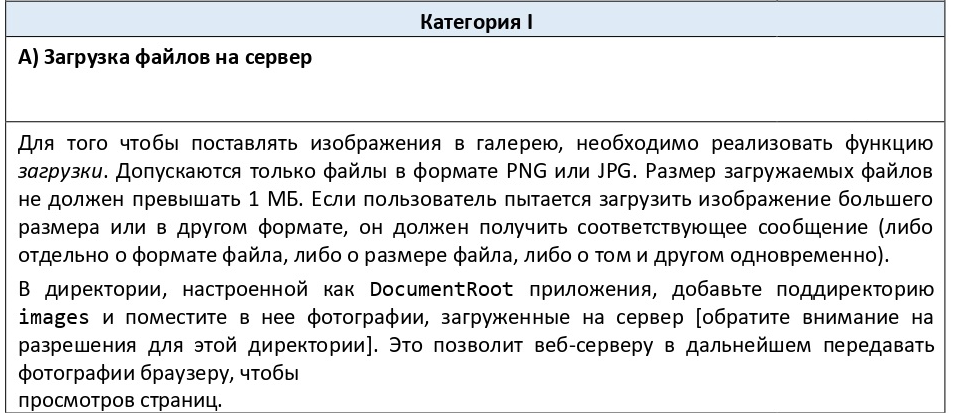 Категория I
А) Загрузка файлов на сервер
Для того чтобы поставлять изображения в галерею, необходимо реализовать функцию
загрузки. Допускаются только файлы в формате PNG или JPG. Размер загружаемых файлов
не должен превышать 1 МБ. Если пользователь пытается загрузить изображение большего
размера или в другом формате, он должен получить соответствующее сообщение (либо
отдельно о формате файла, либо о размере файла, либо о том и другом одновременно).
В директории, настроенной как DocumentRoot приложения, добавьте поддиректорию
images и поместите в нее фотографии, загруженные на сервер [обратите внимание на
разрешения для этой директории]. Это позволит веб-серверу в дальнейшем передавать
фотографии браузеру, чтобы
просмотров страниц.